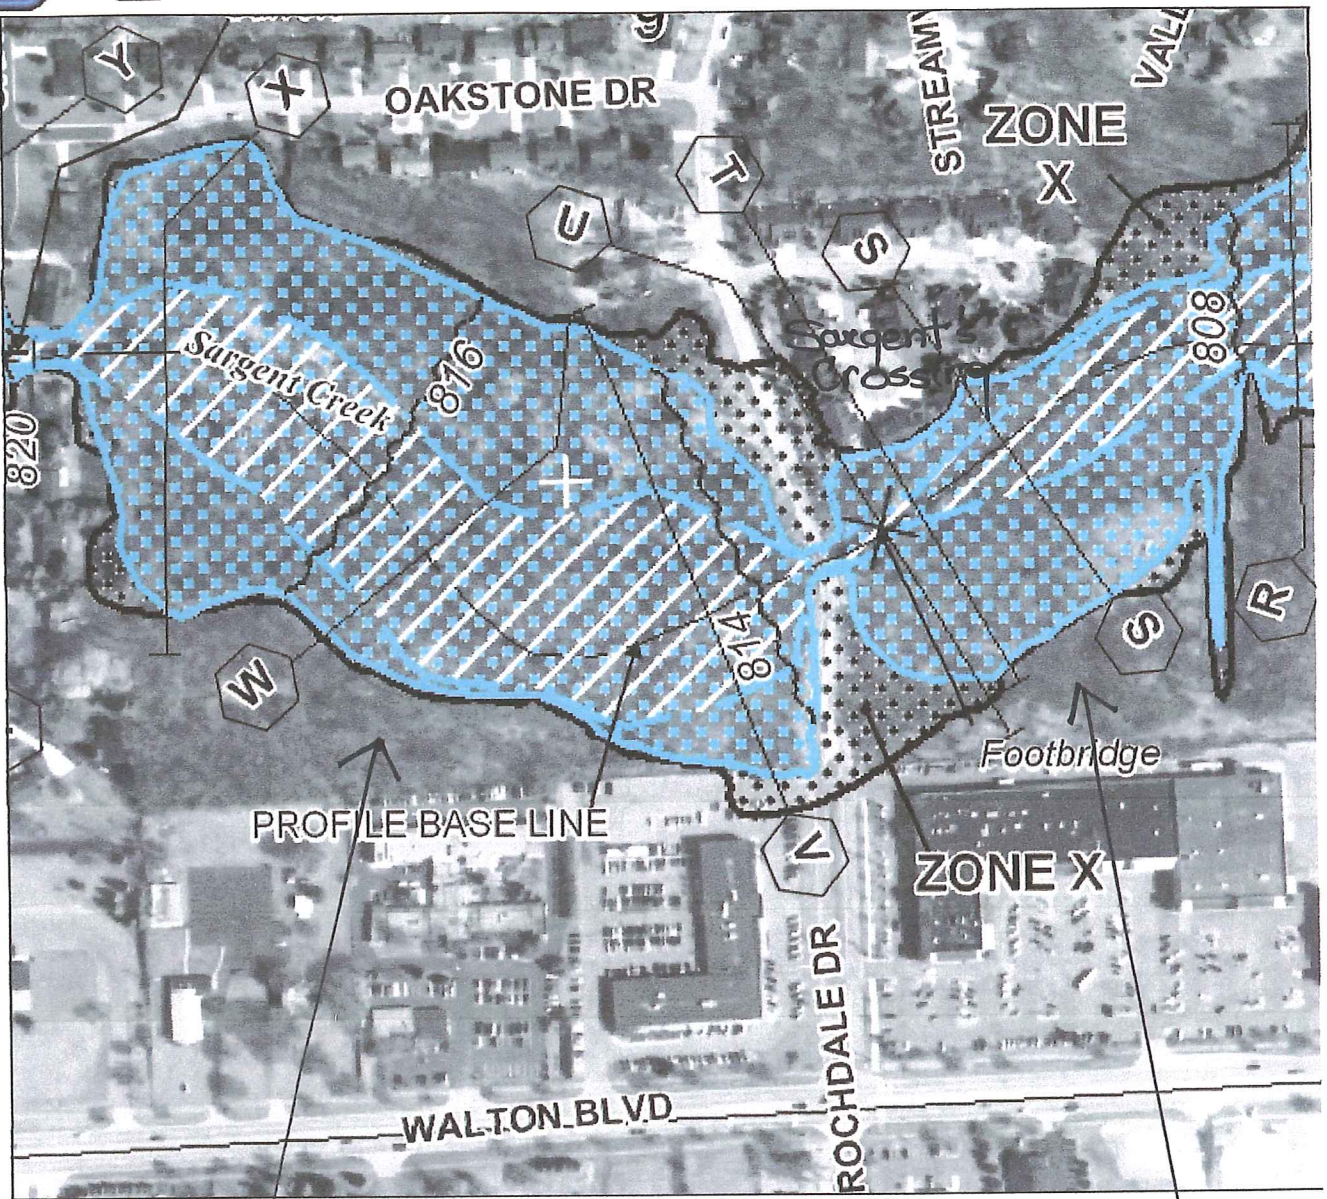 Y
X
OAKSTONE DR
STREAM
VALL
ZONE
X
T
U
S
Sargent's
Crossing
808
Sargent Creek
816
820
814
R
S
W
Footbridge
PROFILE BASE LINE
V
ZONE X
ROCHDALE DR
WALTON BLVD